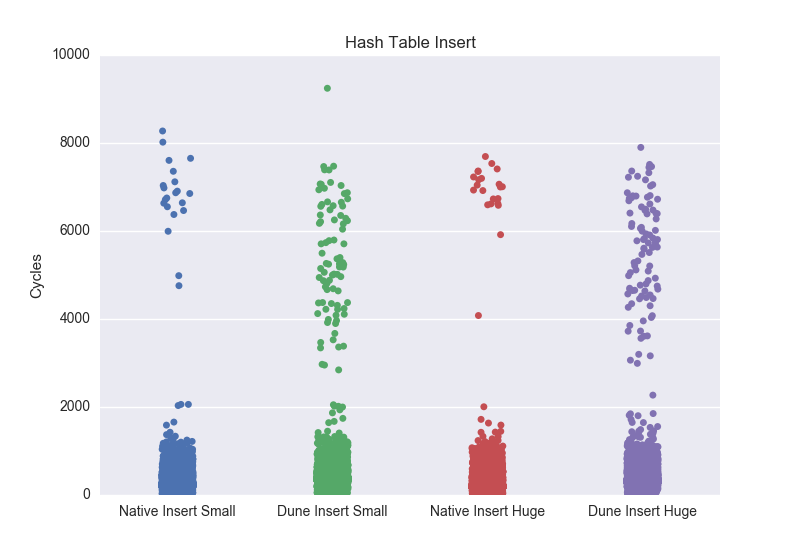 Hash Table Insert
10000
8000
6000
4000
2000
0
Cycles
Native Insert Small
Dune Insert Small
Native Insert Huge
Dune Insert Huge